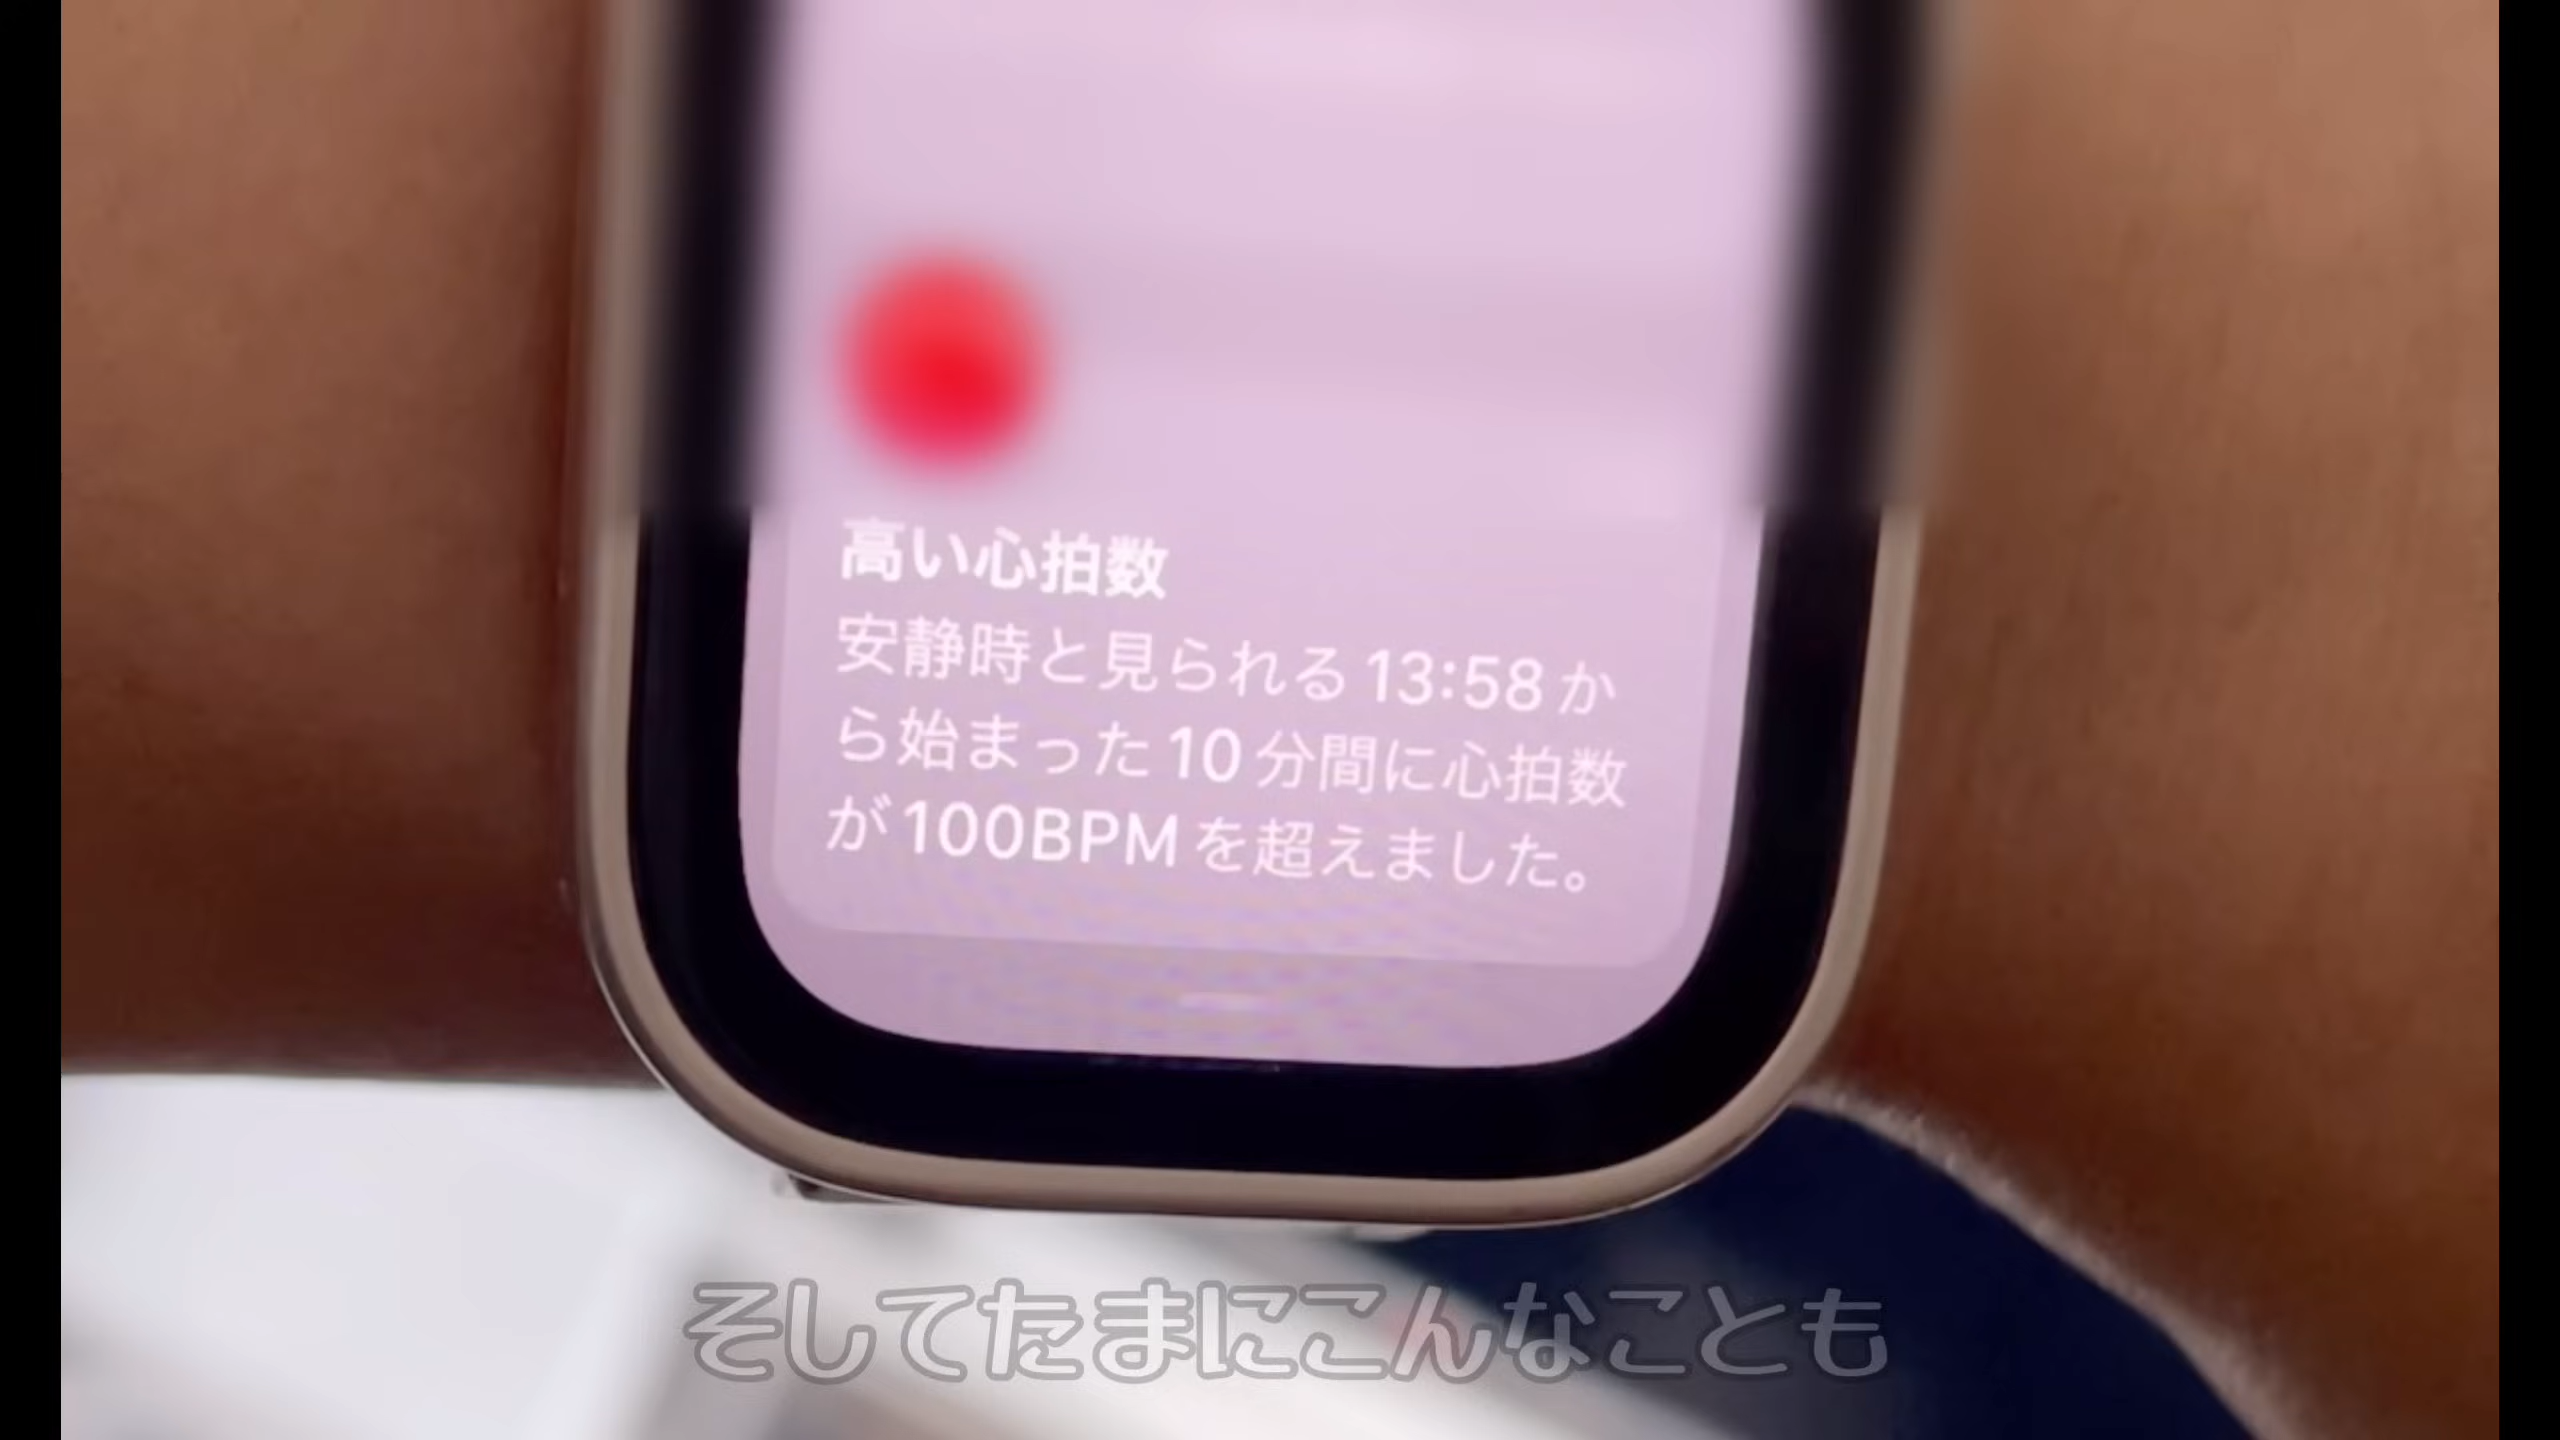 高い心拍数
安静時と見られる13:58か
ら始まった10分間に心拍数
が100BPMを超えました。
そしてたまにこんなことも